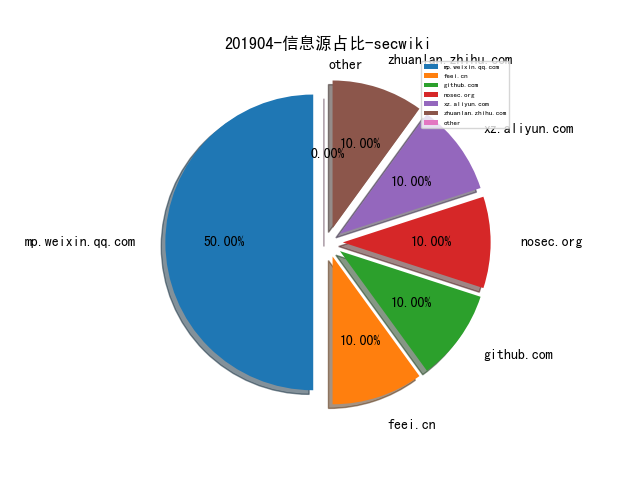 201904-信息源占比-secwiki
other
zhuanlan.zhihu.com
mp.weixin.qq.com
feei.cn
github.com
nosec.org
xz.aliyun.com
zhuanlan.zhihu.com
other
xz.aliyun.com
10.00%
0.00%
10.00%
mp.weixin.qq.com
50.00%
10.00%
nosec.org
10.00%
10.00%
github.com
feei.cn